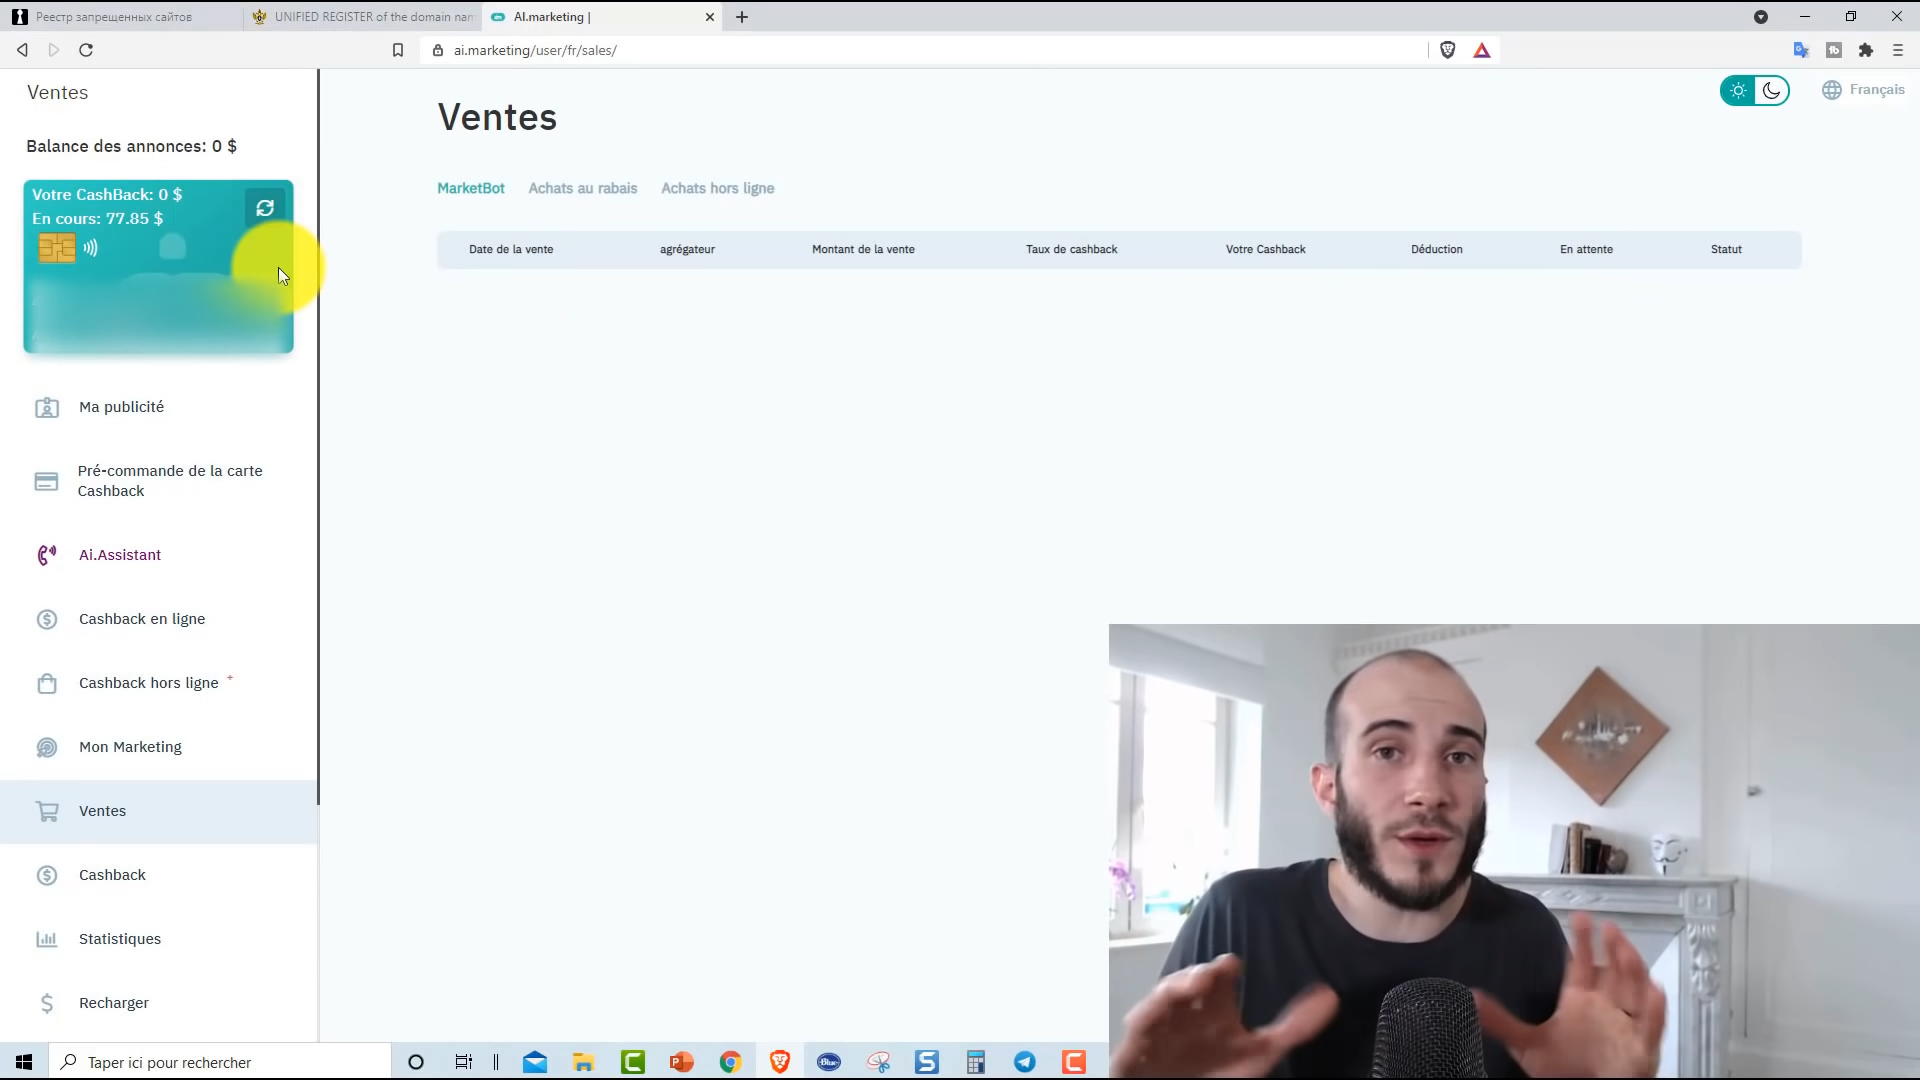 Реестр запрещенных сайтов
UNIFIED REGISTER of the domain nam
AI.marketing |
ai.marketing/user/fr/sales/
Ventes
Balance des annonces: 0 $
Votre CashBack: 0 $
En cours: 77.85 $
Ma publicité
Pré-commande de la carte
Cashback
Ai.Assistant
Cashback en ligne
Cashback hors ligne +
Mon Marketing
Ventes
Cashback
Statistiques
Recharger
Français
Ventes
MarketBot Achats au rabais Achats hors ligne
Date de la vente agrégateur Montant de la vente Taux de cashback Votre Cashback Déduction En attente Statut
Taper ici pour rechercher
Blue